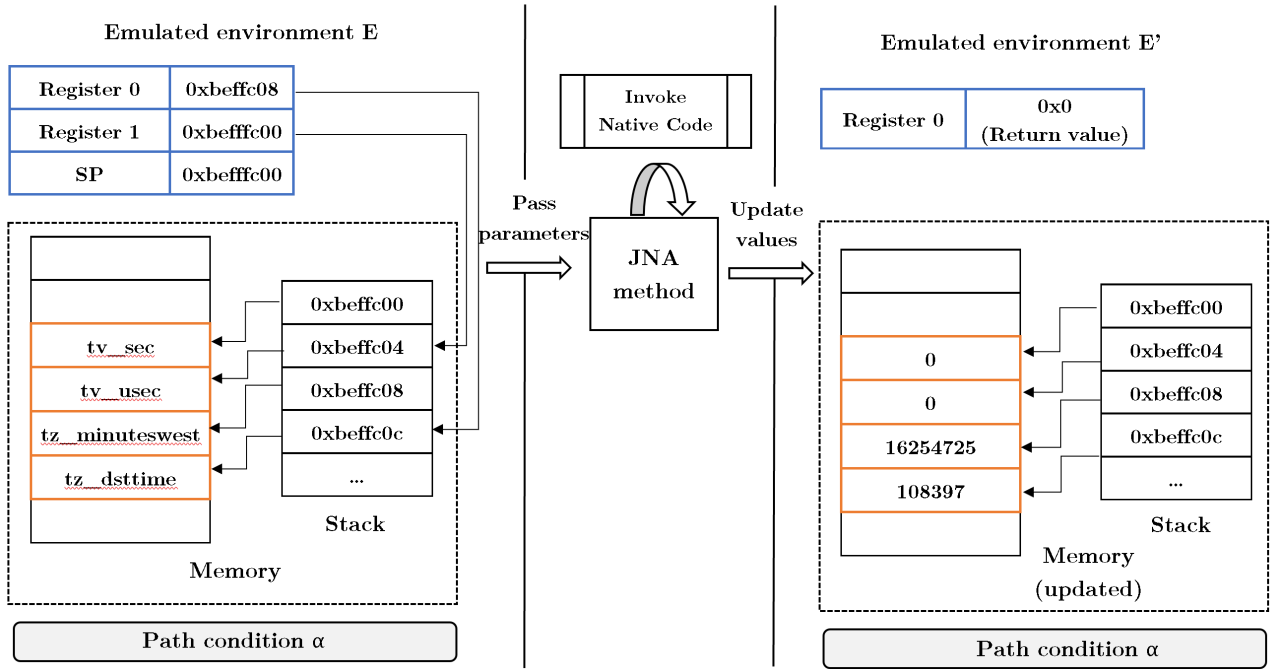 Emulated environment E
Register 0 0xbeffc08
Register 1 0xbefffc00
SP 0xbefffc00
tv_sec
tv_usec
tz_minuteswest
tz_dsttime
0xbeffc00
0xbeffc04
0xbeffc08
0xbeffc0c
...
Stack
Memory
Path condition α
Pass
parameters
Invoke
Native Code
JNA
method
Update
values
Emulated environment E’
Register 0 0x0
(Return value)
0
0
16254725
108397
0xbeffc00
0xbeffc04
0xbeffc08
0xbeffc0c
...
Stack
Memory
(updated)
Path condition α